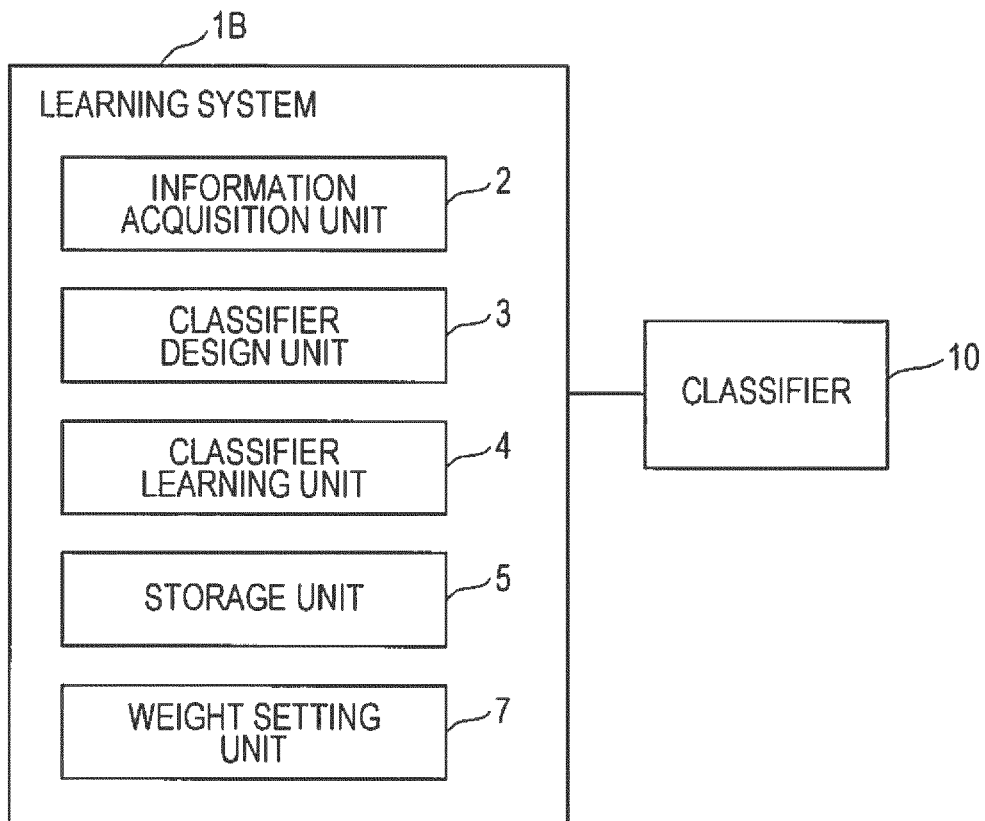 1B
LEARNING SYSTEM
INFORMATION
ACQUISITION UNIT
2
CLASSIFIER
DESIGN UNIT
3
CLASSIFIER
LEARNING UNIT
4
STORAGE UNIT
5
WEIGHT SETTING
UNIT
7
CLASSIFIER
10